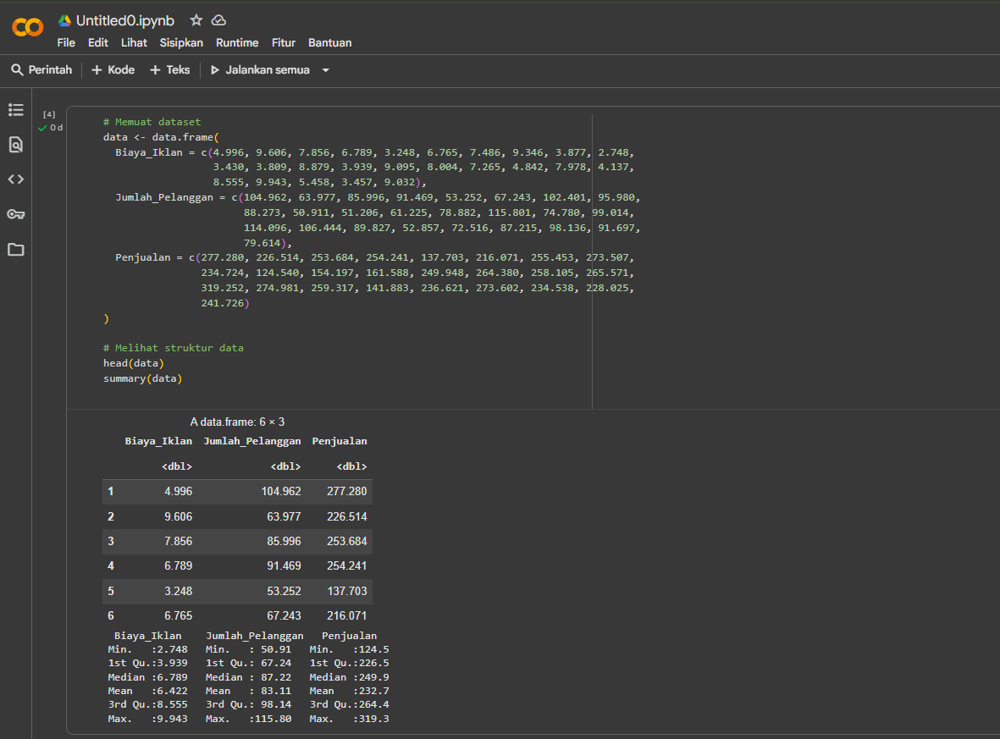 Untitled0.ipynb
File Edit Lihat Sisipkan Runtime Fitur Bantuan
Perintah + Kode + Teks Jalankan semua
[4]
0 d
# Memuat dataset
data <- data.frame(
Biaya_Iklan = c(4.996, 9.606, 7.856, 6.789, 3.248, 6.765, 7.486, 9.346, 3.877, 2.748,
3.430, 3.809, 8.879, 3.939, 9.095, 8.004, 7.265, 4.842, 7.978, 4.137,
8.555, 9.943, 5.458, 3.457, 9.032),
Jumlah_Pelanggan = c(104.962, 63.977, 85.996, 91.469, 53.252, 67.243, 102.401, 95.980,
88.273, 50.911, 51.206, 61.225, 78.882, 115.801, 74.780, 99.014,
114.096, 106.444, 89.827, 52.857, 72.516, 87.215, 98.136, 91.697,
79.614),
Penjualan = c(277.280, 226.514, 253.684, 254.241, 137.703, 216.071, 255.453, 273.507,
234.724, 124.540, 154.197, 161.588, 249.948, 264.380, 258.105, 265.571,
319.252, 274.981, 259.317, 141.883, 236.621, 273.602, 234.538, 228.025,
241.726)
)
# Melihat struktur data
head(data)
summary(data)
A data.frame: 6 × 3
Biaya_Iklan Jumlah_Pelanggan Penjualan
<dbl> <dbl> <dbl>
1 4.996 104.962 277.280
2 9.606 63.977 226.514
3 7.856 85.996 253.684
4 6.789 91.469 254.241
5 3.248 53.252 137.703
6 6.765 67.243 216.071
Biaya_Iklan Jumlah_Pelanggan Penjualan
Min. :2.748 Min. : 50.91 Min. :124.5
1st Qu.:3.939 1st Qu.: 67.24 1st Qu.:226.5
Median :6.789 Median : 87.22 Median :249.9
Mean :6.422 Mean : 83.11 Mean :232.7
3rd Qu.:8.555 3rd Qu.: 98.14 3rd Qu.:264.4
Max. :9.943 Max. :115.80 Max. :319.3